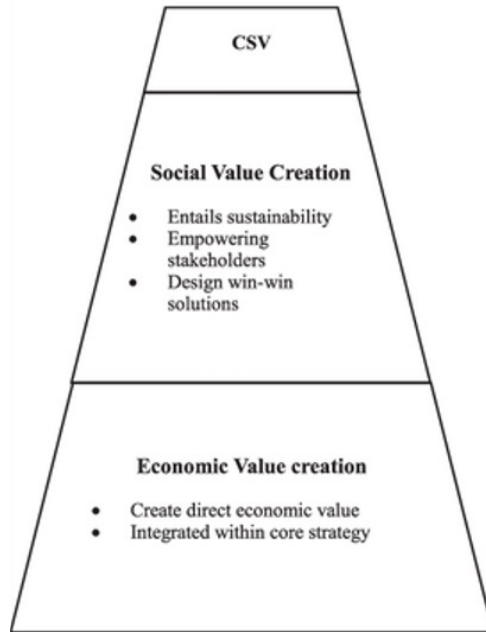 CSV
Social Value Creation
• Entails sustainability
• Empowering
stakeholders
• Design win-win
solutions
Economic Value creation
• Create direct economic value
• Integrated within core strategy